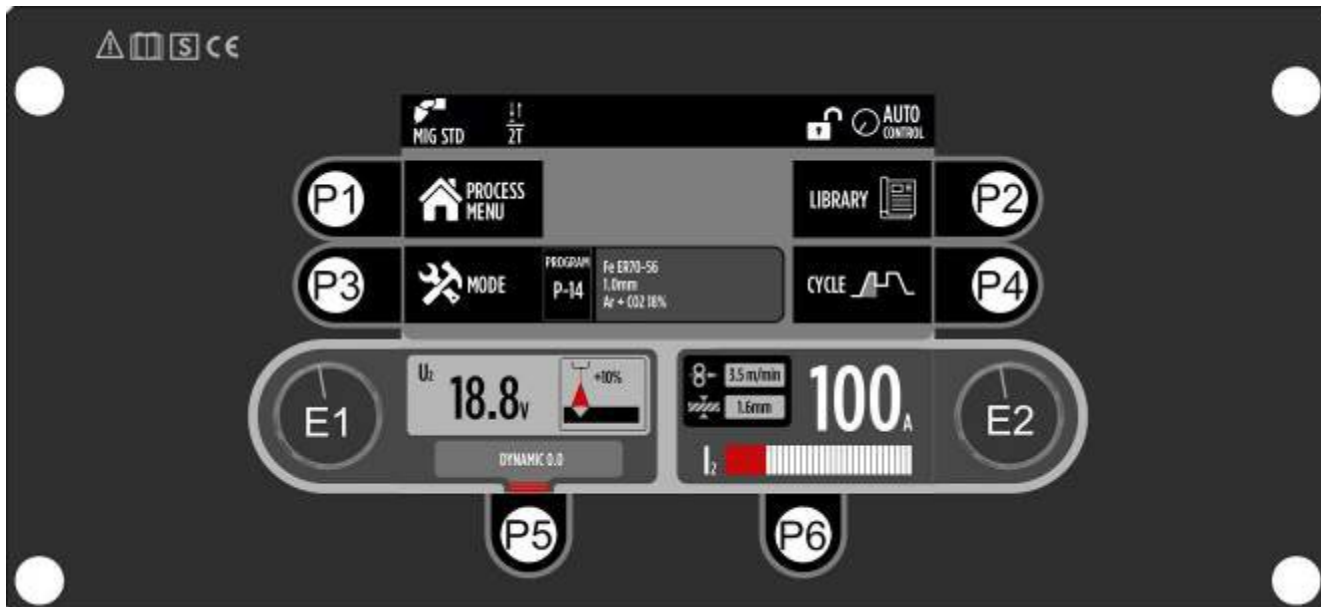 S CE
MIG STD
2T
AUTO
CONTROL
P1
PROCESS
MENU
LIBRARY
P2
P3
MODE
PROGRAM
P-14
Fe ER70-S6
1.0mm
Ar + CO2 18%
CYCLE
P4
E1
U2
18.8V
+10%
DYNAMIC 0.0
3.5 m/min
1.6mm
100A
I2
E2
P5
P6